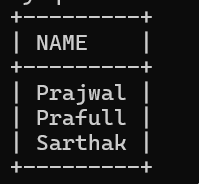 +---------+
| NAME    |
+---------+
| Prajwal |
| Prafull |
| Sarthak |
+---------+